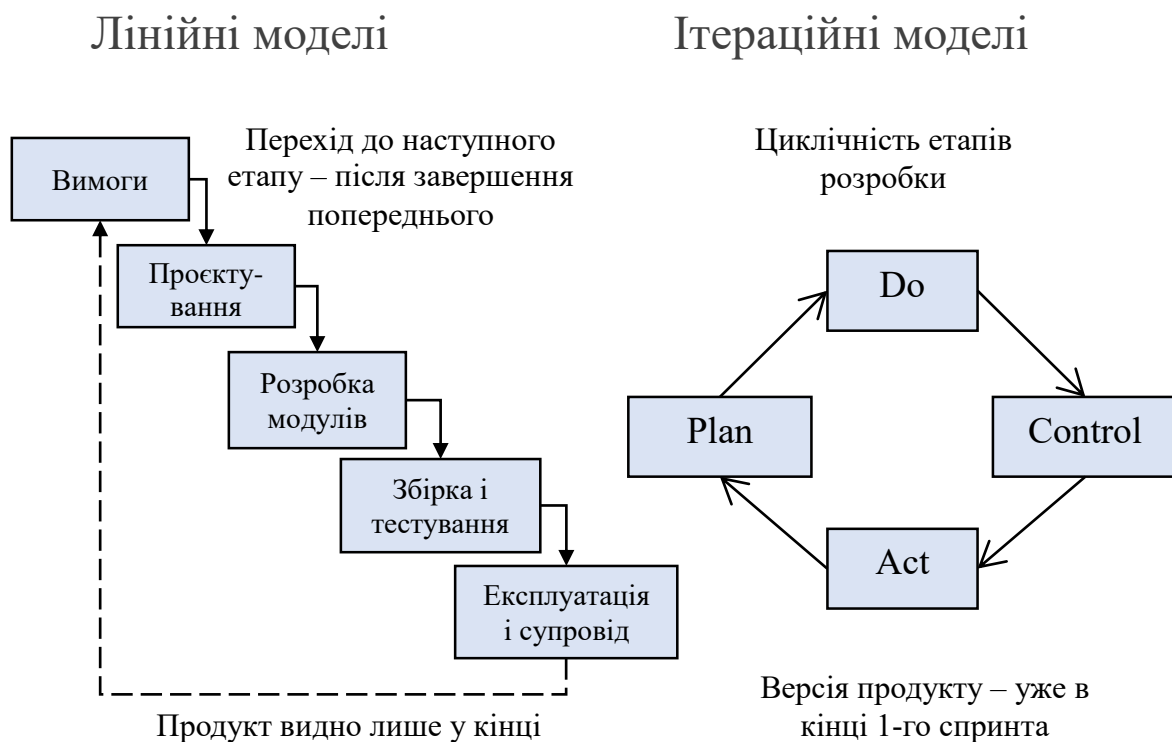 Лінійні моделі
Перехід до наступного
етапу – після завершення
попереднього
Вимоги
Проєкту-
вання
Розробка
модулів
Збірка і
тестування
Експлуатація
і супровід
Продукт видно лише у кінці
Ітераційні моделі
Циклічність етапів
розробки
Do
Plan
Control
Act
Версія продукту – уже в
кінці 1-го спринта